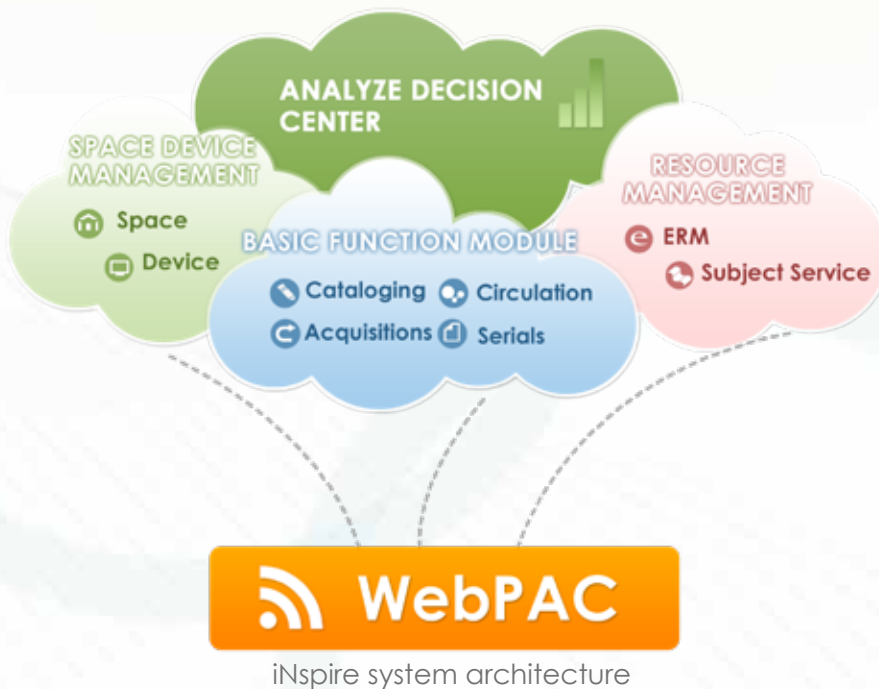 ANALYZE DECISION
CENTER
SPACE DEVICE
MANAGEMENT
Space
Device
BASIC FUNCTION MODULE
Cataloging
Circulation
Acquisitions
Serials
RESOURCE
MANAGEMENT
ERM
Subject Service
WebPAC
iNspire system architecture